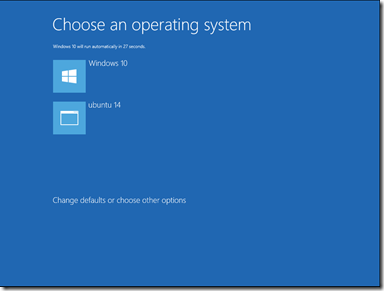 Choose an operating system
Windows 10 will run automatically in 27 seconds.
Windows 10
ubuntu 14
Change defaults or choose other options